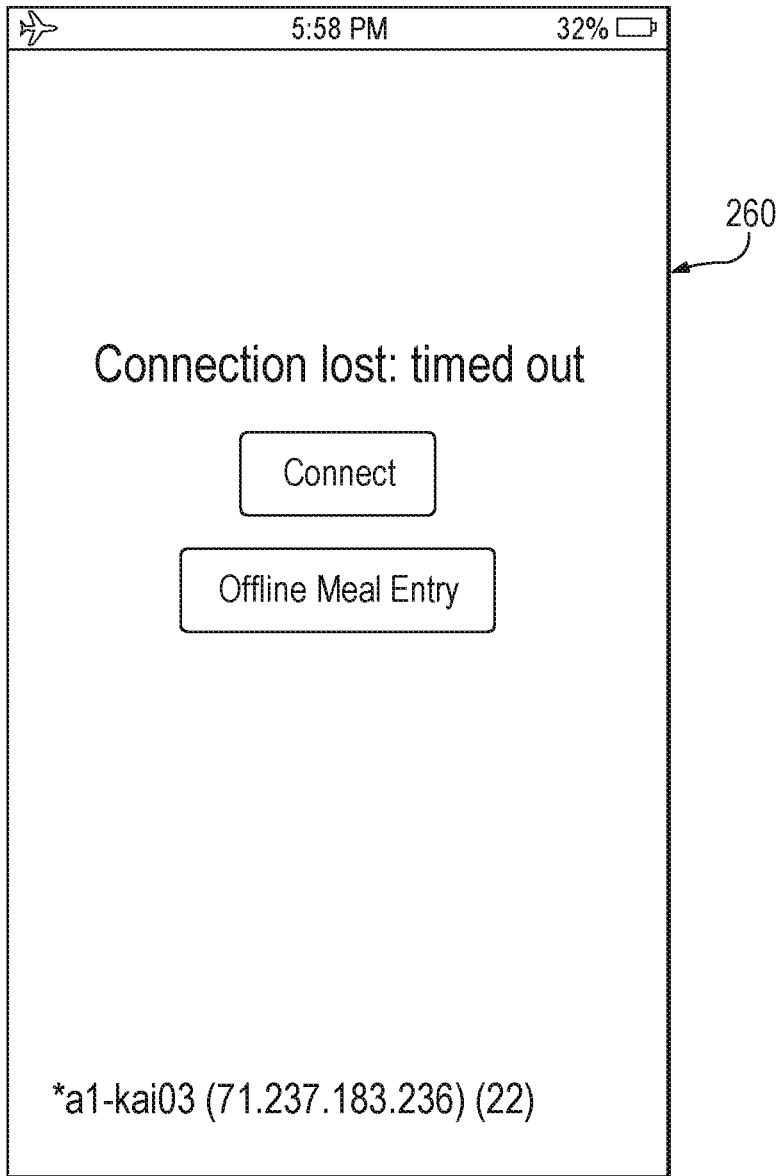 5:58 PM 32%
260
Connection lost: timed out
Connect
Offline Meal Entry
*a1-kai03 (71.237.183.236) (22)